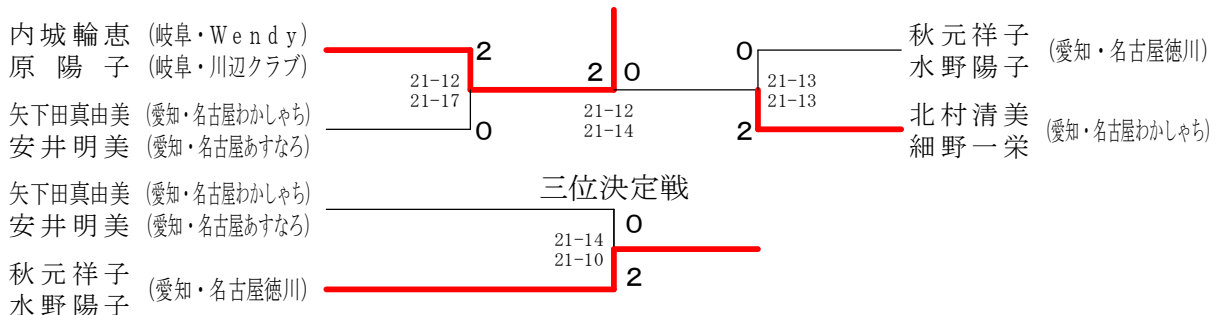 内城輪恵 (岐阜・Wendy)
原陽子 (岐阜・川辺クラブ)
矢下田真由美 (愛知・名古屋わかしゃち)
安井明美 (愛知・名古屋あすなろ)
2
21-12
21-17
0
2 0
21-12
21-14
0
21-13
21-13
2
秋元祥子
水野陽子
(愛知・名古屋徳川)
北村清美
細野一栄
(愛知・名古屋わかしゃち)
三位決定戦
矢下田真由美 (愛知・名古屋わかしゃち)
安井明美 (愛知・名古屋あすなろ)
秋元祥子
水野陽子
(愛知・名古屋徳川)
0
21-14
21-10
2